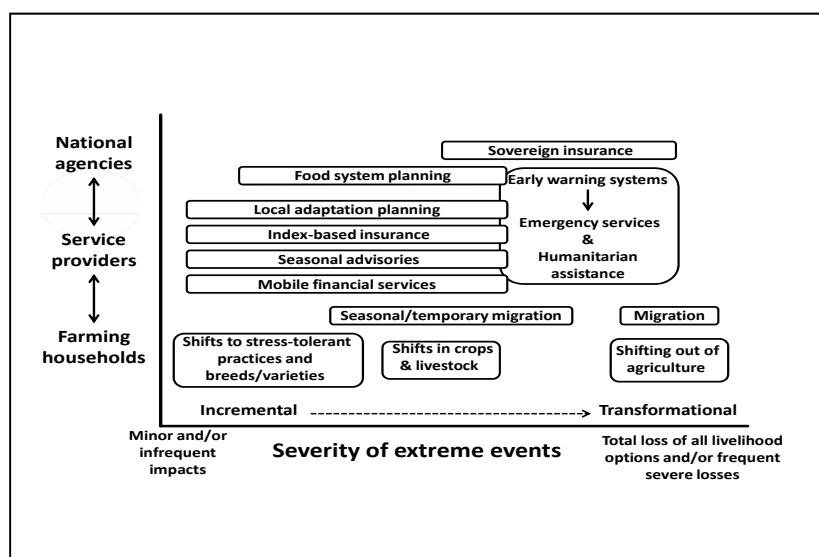 National
agencies
Service
providers
Farming
households
Sovereign insurance
Food system planning
Early warning systems
Local adaptation planning
Emergency services
&
Humanitarian
assistance
Index-based insurance
Seasonal advisories
Mobile financial services
Seasonal/temporary migration
Migration
Shifts to stress-tolerant
practices and
breeds/varieties
Shifts in crops
& livestock
Shifting out of
agriculture
Incremental
Transformational
Minor and/or
infrequent
impacts
Severity of extreme events
Total loss of all livelihood
options and/or frequent
severe losses